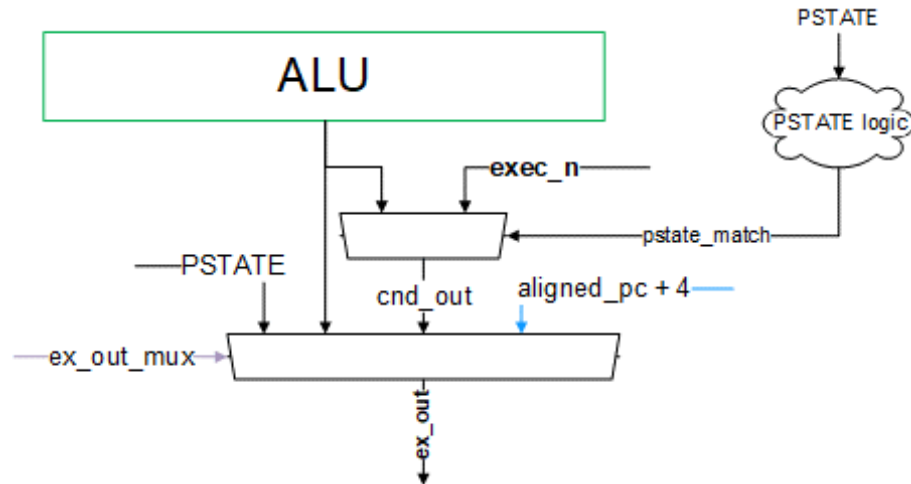 PSTATE
ALU
PSTATE logic
exec_n
pstate_match
PSTATE
cnd_out
aligned_pc + 4
ex_out_mux
ex_out